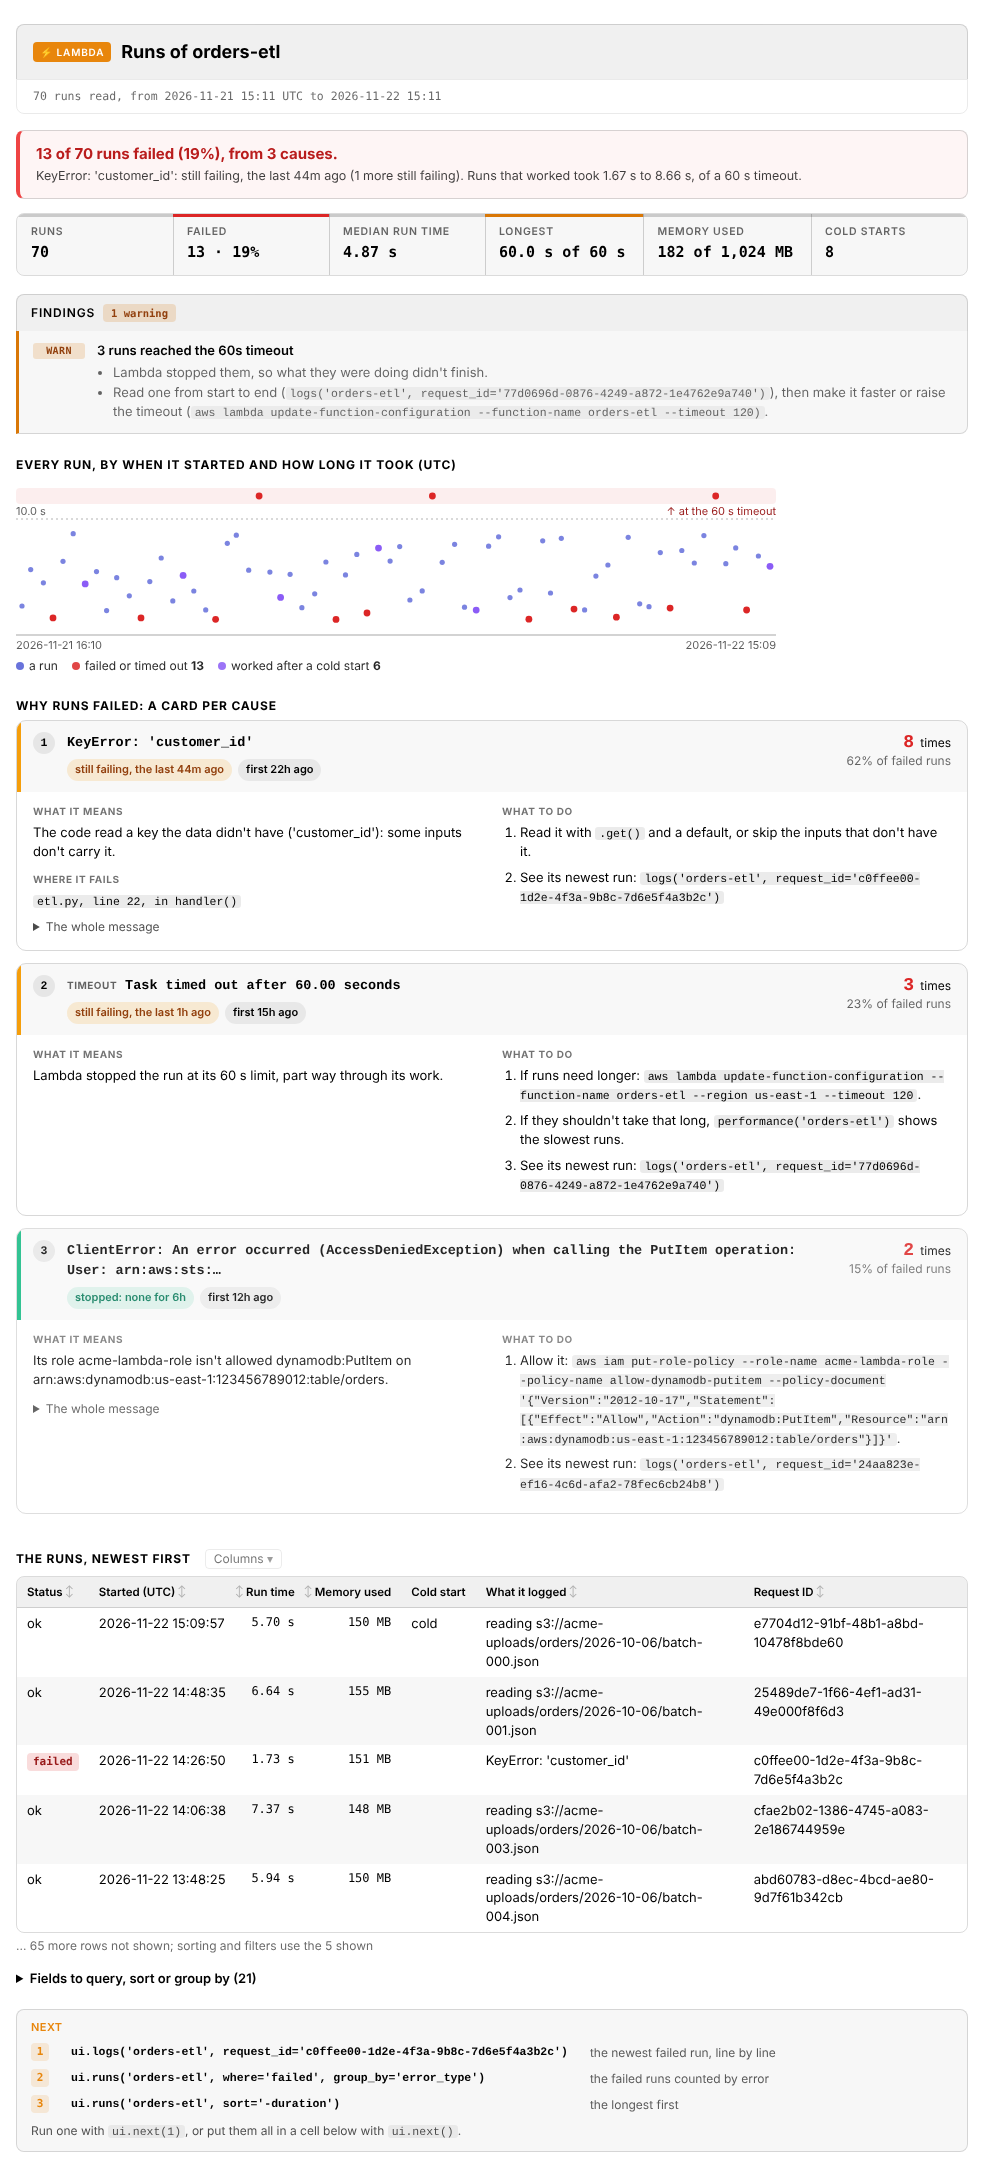 ⚡ LAMBDA Runs of orders-etl
70 runs read, from 2026-11-21 15:11 UTC to 2026-11-22 15:11
13 of 70 runs failed (19%), from 3 causes.
KeyError: 'customer_id': still failing, the last 44m ago (1 more still failing). Runs that worked took 1.67 s to 8.66 s, of a 60 s timeout.
RUNS FAILED MEDIAN RUN TIME LONGEST MEMORY USED COLD STARTS
70 13 · 19% 4.87 s 60.0 s of 60 s 182 of 1,024 MB 8
FINDINGS 1 warning
WARN 3 runs reached the 60s timeout
• Lambda stopped them, so what they were doing didn't finish.
• Read one from start to end (logs('orders-etl', request_id='77d0696d-0876-4249-a872-1e4762e9a740')), then make it faster or raise
the timeout (aws lambda update-function-configuration --function-name orders-etl --timeout 120).
EVERY RUN, BY WHEN IT STARTED AND HOW LONG IT TOOK (UTC)
10.0 s ↑ at the 60 s timeout
2026-11-21 16:10 2026-11-22 15:09
a run failed or timed out 13 worked after a cold start 6
WHY RUNS FAILED: A CARD PER CAUSE
1 KeyError: 'customer_id' 8 times
still failing, the last 44m ago first 22h ago 62% of failed runs
WHAT IT MEANS
The code read a key the data didn't have ('customer_id'): some inputs
don't carry it.
WHERE IT FAILS
etl.py, line 22, in handler()
▶ The whole message
WHAT TO DO
1. Read it with .get() and a default, or skip the inputs that don't have
it.
2. See its newest run: logs('orders-etl', request_id='c0ffee00-
1d2e-4f3a-9b8c-7d6e5f4a3b2c')
2 TIMEOUT Task timed out after 60.00 seconds 3 times
still failing, the last 1h ago first 15h ago 23% of failed runs
WHAT IT MEANS
Lambda stopped the run at its 60 s limit, part way through its work.
WHAT TO DO
1. If runs need longer: aws lambda update-function-configuration --
function-name orders-etl --region us-east-1 --timeout 120.
2. If they shouldn't take that long, performance('orders-etl') shows
the slowest runs.
3. See its newest run: logs('orders-etl', request_id='77d0696d-
0876-4249-a872-1e4762e9a740')
3 ClientError: An error occurred (AccessDeniedException) when calling the PutItem operation: 2 times
User: arn:aws:sts:… 15% of failed runs
stopped: none for 6h first 12h ago
WHAT IT MEANS
Its role acme-lambda-role isn't allowed dynamodb:PutItem on
arn:aws:dynamodb:us-east-1:123456789012:table/orders.
▶ The whole message
WHAT TO DO
1. Allow it: aws iam put-role-policy --role-name acme-lambda-role -
-policy-name allow-dynamodb-putitem --policy-document
'{"Version":"2012-10-17","Statement":
[{"Effect":"Allow","Action":"dynamodb:PutItem","Resource":"arn
:aws:dynamodb:us-east-1:123456789012:table/orders"}]}'.
2. See its newest run: logs('orders-etl', request_id='24aa823e-
ef16-4c6d-afa2-78fec6cb24b8')
THE RUNS, NEWEST FIRST Columns ▾
Status ↕ Started (UTC) ↕ ↕ Run time ↕ Memory used Cold start What it logged ↕ Request ID ↕
ok 2026-11-22 15:09:57 5.70 s 150 MB cold reading s3://acme- e7704d12-91bf-48b1-a8bd-
uploads/orders/2026-10-06/batch- 10478f8bde60
000.json
ok 2026-11-22 14:48:35 6.64 s 155 MB reading s3://acme- 25489de7-1f66-4ef1-ad31-
uploads/orders/2026-10-06/batch- 49e000f8f6d3
001.json
failed 2026-11-22 14:26:50 1.73 s 151 MB KeyError: 'customer_id' c0ffee00-1d2e-4f3a-9b8c-
7d6e5f4a3b2c
ok 2026-11-22 14:06:38 7.37 s 148 MB reading s3://acme- cfae2b02-1386-4745-a083-
uploads/orders/2026-10-06/batch- 2e186744959e
003.json
ok 2026-11-22 13:48:25 5.94 s 150 MB reading s3://acme- abd60783-d8ec-4bcd-ae80-
uploads/orders/2026-10-06/batch- 9d7f61b342cb
004.json
... 65 more rows not shown; sorting and filters use the 5 shown
▶ Fields to query, sort or group by (21)
NEXT
1 ui.logs('orders-etl', request_id='c0ffee00-1d2e-4f3a-9b8c-7d6e5f4a3b2c') the newest failed run, line by line
2 ui.runs('orders-etl', where='failed', group_by='error_type') the failed runs counted by error
3 ui.runs('orders-etl', sort='-duration') the longest first
Run one with ui.next(1), or put them all in a cell below with ui.next().